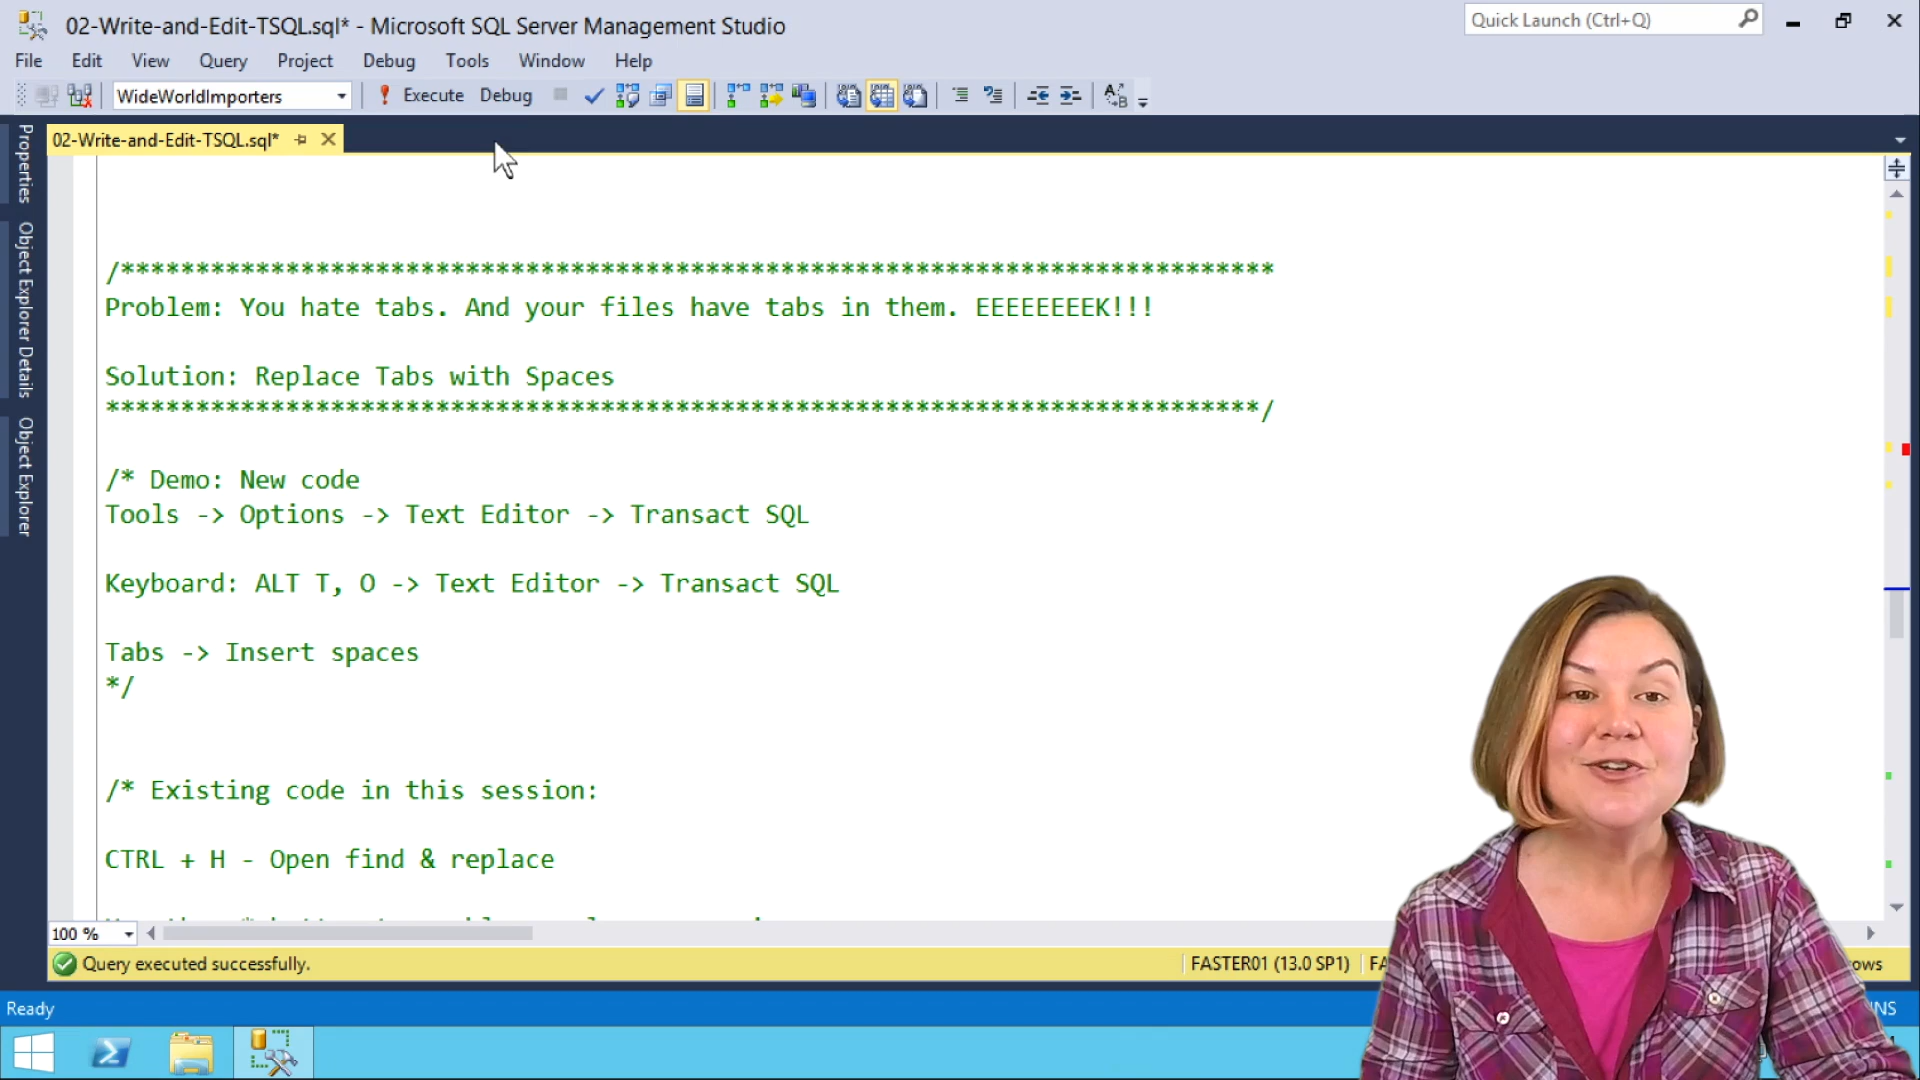 02-Write-and-Edit-TSQL.sql* - Microsoft SQL Server Management Studio
Quick Launch (Ctrl+Q)
File Edit View Query Project Debug Tools Window Help
WideWorldImporters
Execute Debug
02-Write-and-Edit-TSQL.sql*
Properties
Object Explorer Details
Object Explorer
/*****************************************************************************
Problem: You hate tabs. And your files have tabs in them. EEEEEEEEK!!!
Solution: Replace Tabs with Spaces
*****************************************************************************/
/* Demo: New code
Tools -> Options -> Text Editor -> Transact SQL
Keyboard: ALT T, O -> Text Editor -> Transact SQL
Tabs -> Insert spaces
*/
/* Existing code in this session:
CTRL + H - Open find & replace
100 %
Query executed successfully.
FASTER01 (13.0 SP1)
Ready